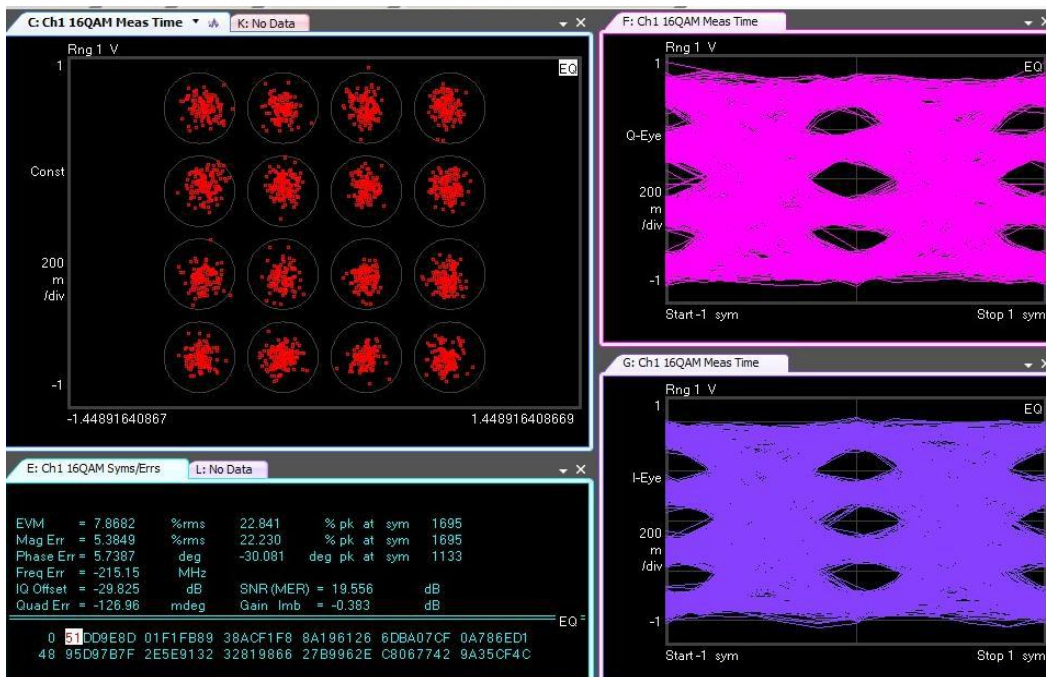 C: Ch1 16QAM Meas Time
K: No Data
Rng 1 V
1
EQ
Const
200
m
/div
-1
-1.44891640867
1.448916408669
E: Ch1 16QAM Syms/Errs
L: No Data
EVM = 7.8682 %rms 22.841 % pk at sym 1695
Mag Err = 5.3849 %rms 22.230 % pk at sym 1695
Phase Err = 5.7387 deg -30.081 deg pk at sym 1133
Freq Err = -215.15 MHz
IQ Offset = -29.825 dB SNR(MER) = 19.556 dB
Quad Err = -126.96 mdeg Gain Imb = -0.383 dB
EQ
0 51DD9E8D 01F1FB89 38ACF1F8 8A196126 6DBA07CF 0A786ED1
48 95D97B7F 2E5E9132 32819866 27B9962E C8067742 9A35CF4C
F: Ch1 16QAM Meas Time
Rng 1 V
1
EQ
Q-Eye
200
m
/div
-1
Start -1 sym
Stop 1 sym
G: Ch1 16QAM Meas Time
Rng 1 V
1
EQ
I-Eye
200
m
/div
-1
Start -1 sym
Stop 1 sym